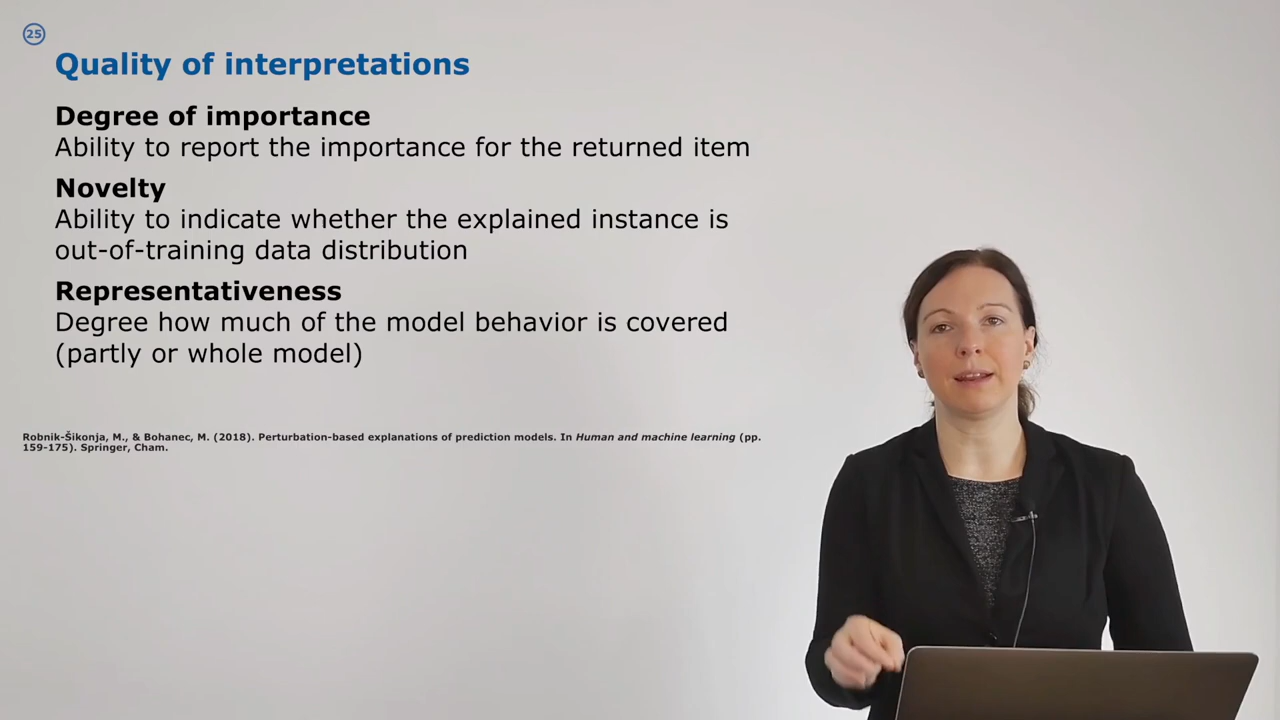 25
Quality of interpretations
Degree of importance
Ability to report the importance for the returned item
Novelty
Ability to indicate whether the explained instance is
out-of-training data distribution
Representativeness
Degree how much of the model behavior is covered
(partly or whole model)
Robnik-Šikonja, M., & Bohanec, M. (2018). Perturbation-based explanations of prediction models. In Human and machine learning (pp.
159-175). Springer, Cham.